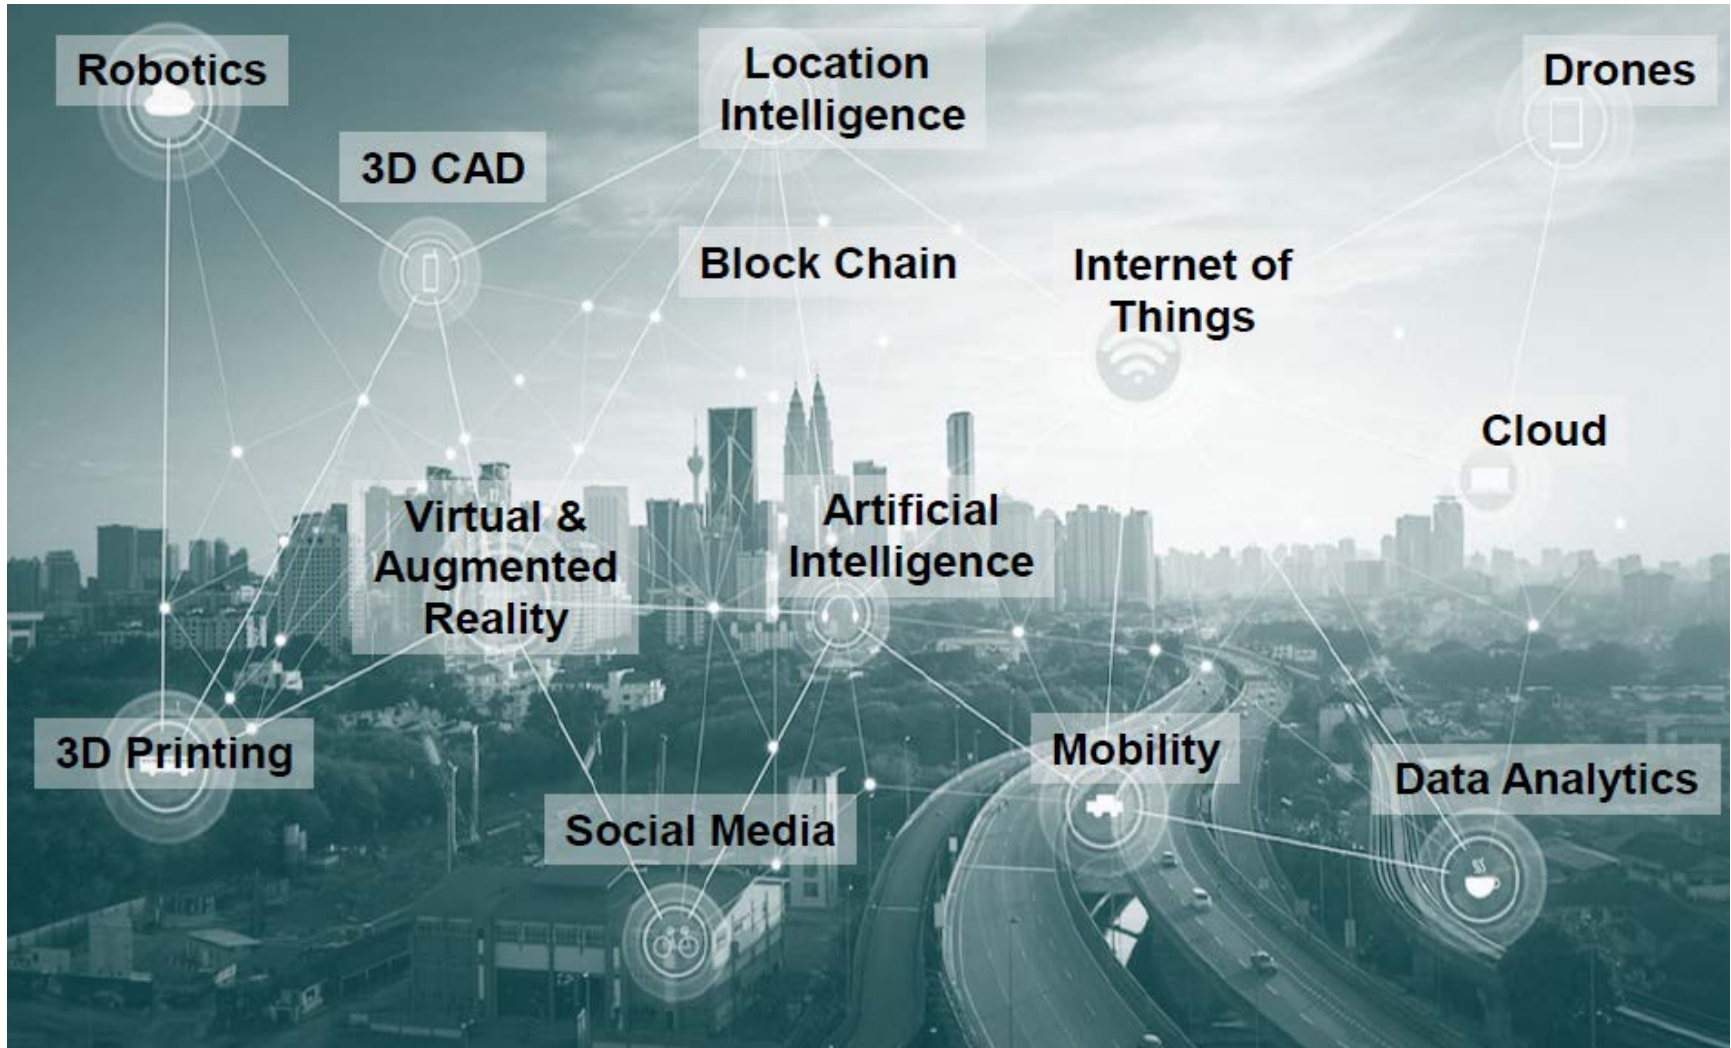 Robotics
Location
Intelligence
Drones
3D CAD
Block Chain
Internet of
Things
Cloud
Virtual &
Augmented
Reality
Artificial
Intelligence
3D Printing
Mobility
Data Analytics
Social Media